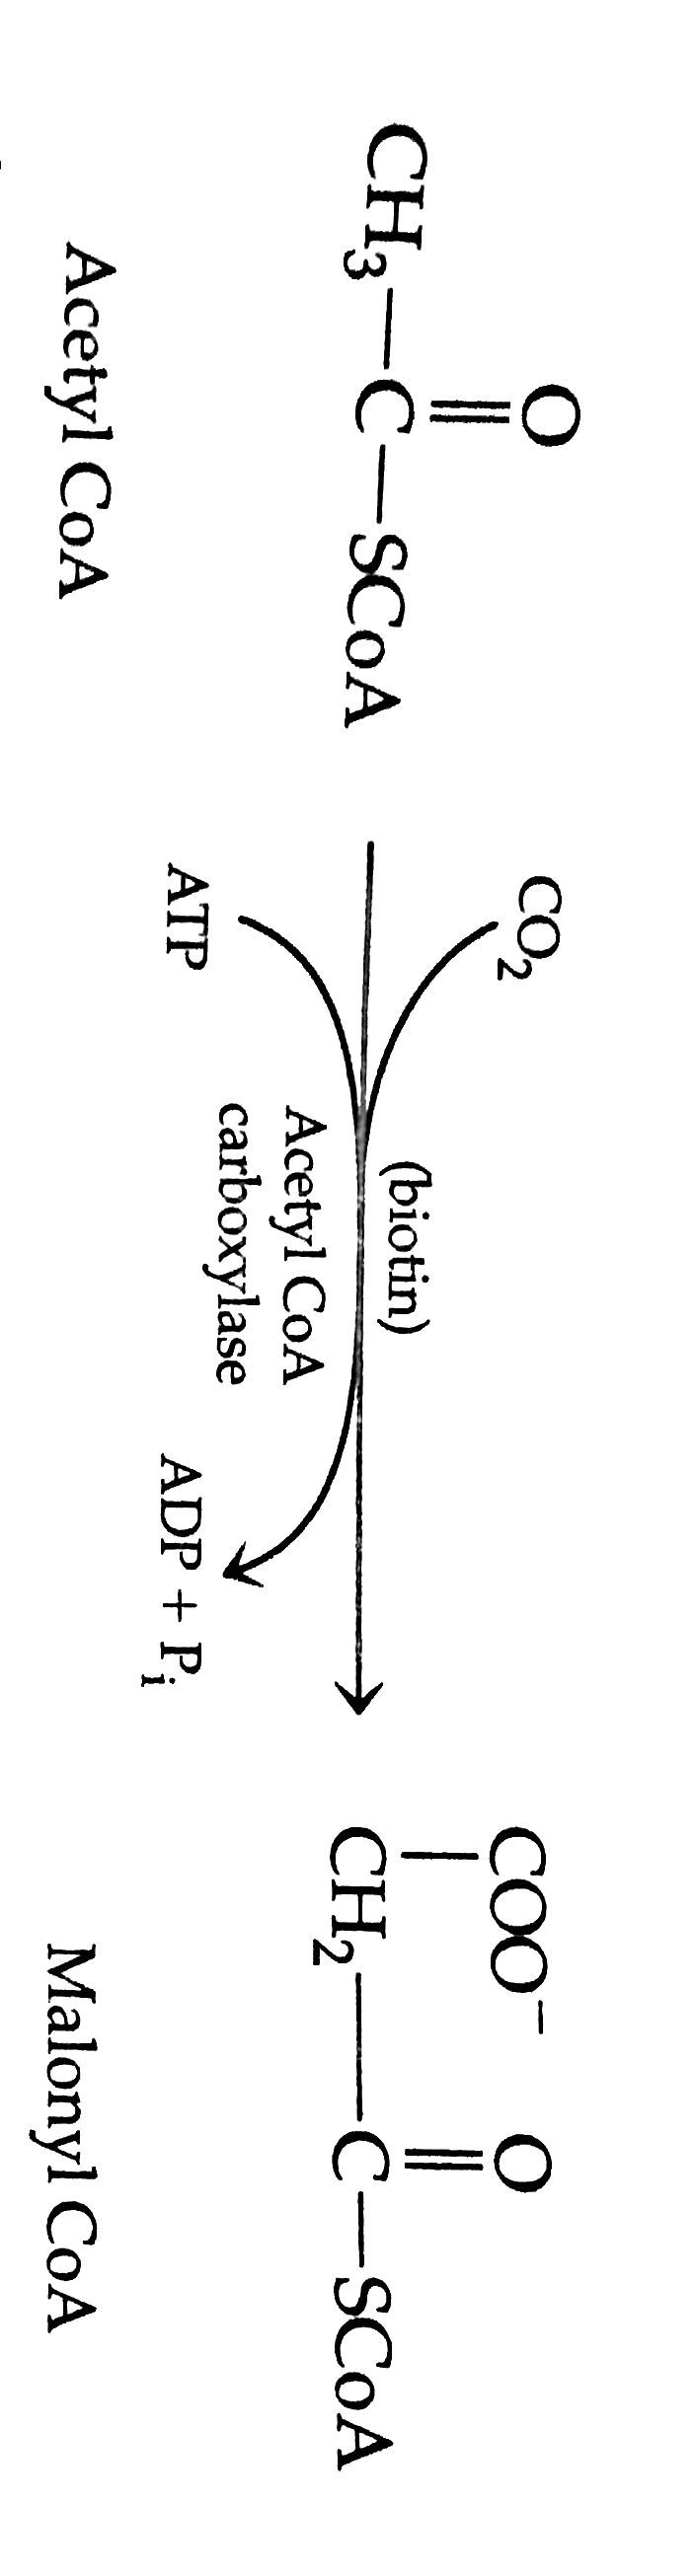 CO₂
COO⁻
O
O
CH₃—C—SCoA
(biotin)
CH₂—C—SCoA
Acetyl CoA
carboxylase
ATP
ADP + Pᵢ
Acetyl CoA
Malonyl CoA